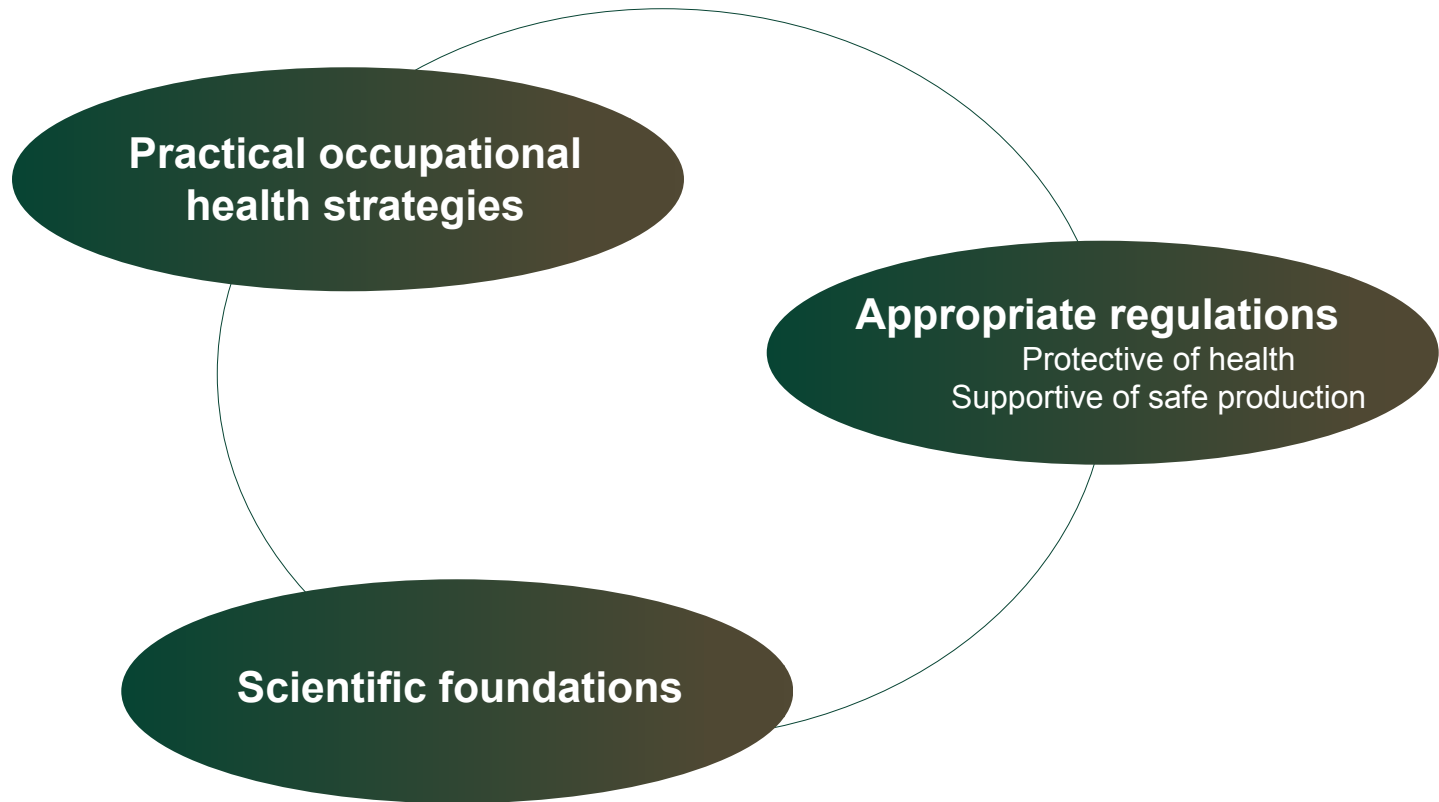 Practical occupational
health strategies
Appropriate regulations
Protective of health
Supportive of safe production
Scientific foundations